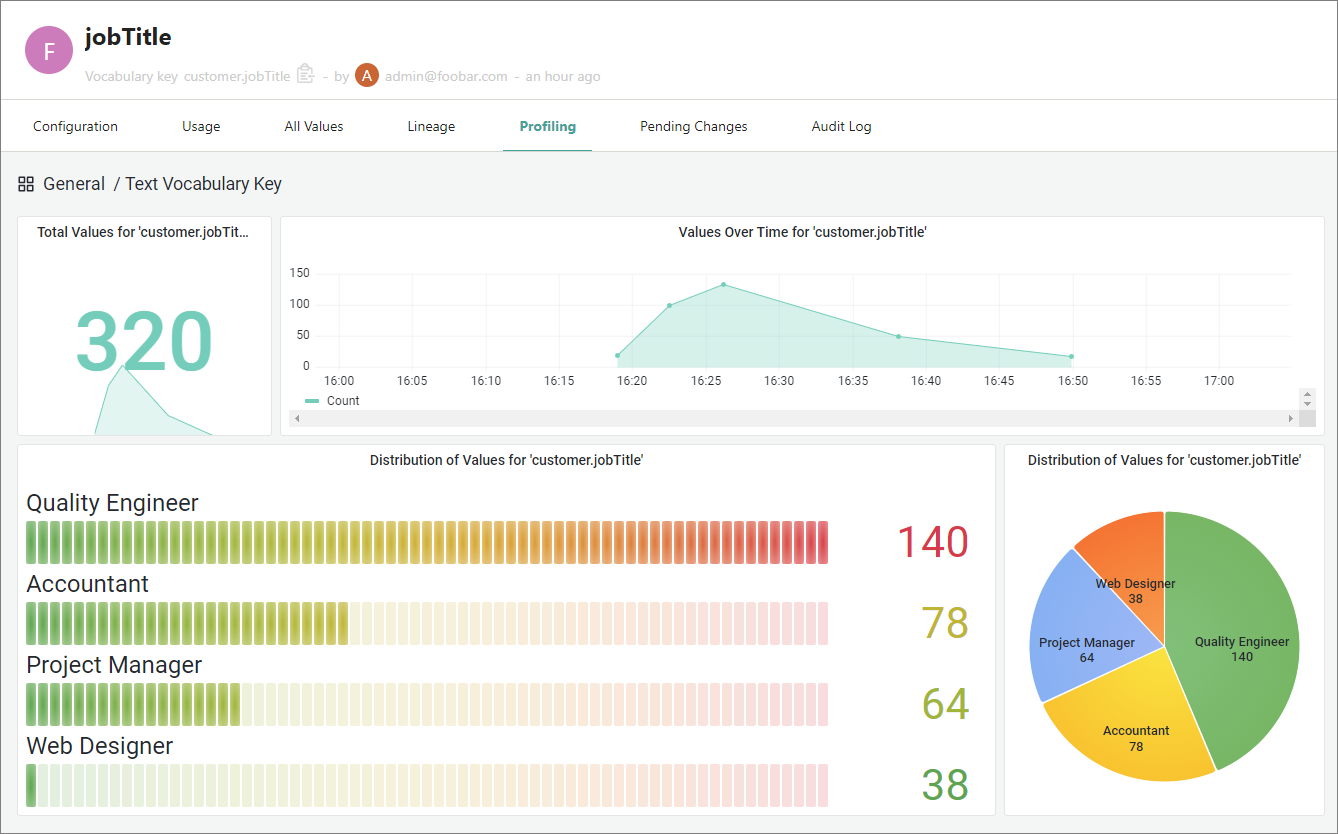 F
jobTitle
Vocabulary key customer.jobTitle - by A admin@foobar.com - an hour ago
Configuration Usage All Values Lineage Profiling Pending Changes Audit Log
General / Text Vocabulary Key
Total Values for 'customer.jobTit...
320
Values Over Time for 'customer.jobTitle'
150
100
50
0
16:00 16:05 16:10 16:15 16:20 16:25 16:30 16:35 16:40 16:45 16:50 16:55 17:00
Count
Distribution of Values for 'customer.jobTitle'
Quality Engineer
140
Accountant
78
Project Manager
64
Web Designer
38
Distribution of Values for 'customer.jobTitle'
Web Designer
38
Project Manager
64
Quality Engineer
140
Accountant
78